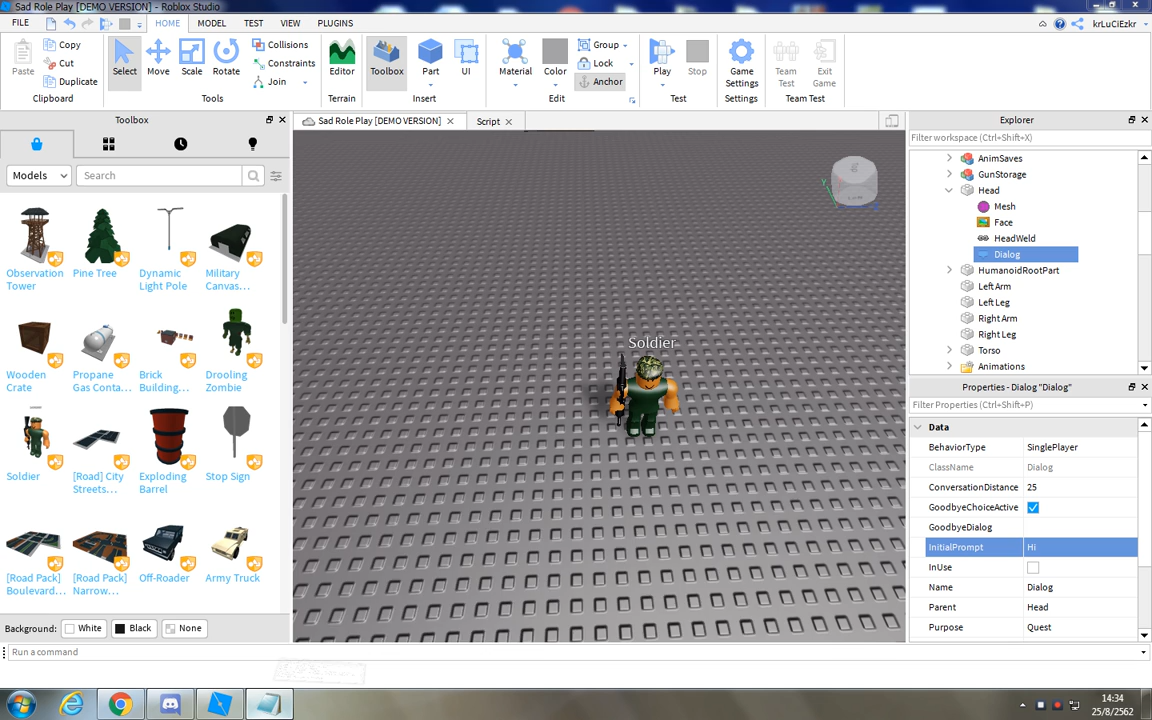 Sad Role Play [DEMO VERSION] - Roblox Studio
FILE HOME MODEL TEST VIEW PLUGINS krLuCiEzkr
Paste Copy Cut Duplicate
Select Move Scale Rotate Collisions Constraints Join
Editor Toolbox Part UI
Material Color Group Lock Anchor
Play Stop Game Settings Team Test Exit Game
Clipboard Tools Terrain Insert Edit Test Settings Team Test
Toolbox
Models Search
Observation Tower
Pine Tree
Dynamic Light Pole
Military Canvas...
Wooden Crate
Propane Gas Conta...
Brick Building...
Drooling Zombie
Soldier
[Road] City Streets...
Exploding Barrel
Stop Sign
[Road Pack] Boulevard...
[Road Pack] Narrow...
Off-Roader
Army Truck
Background: White Black None
Sad Role Play [DEMO VERSION] Script
Soldier
Explorer
Filter workspace (Ctrl+Shift+X)
AnimSaves
GunStorage
Head
Mesh
Face
HeadWeld
Dialog
HumanoidRootPart
Left Arm
Left Leg
Right Arm
Right Leg
Torso
Animations
Properties - Dialog "Dialog"
Filter Properties (Ctrl+Shift+P)
Data
BehaviorType SinglePlayer
ClassName Dialog
ConversationDistance 25
GoodbyeChoiceActive
GoodbyeDialog
InitialPrompt Hi
InUse
Name Dialog
Parent Head
Purpose Quest
Run a command
14:34
25/8/2562